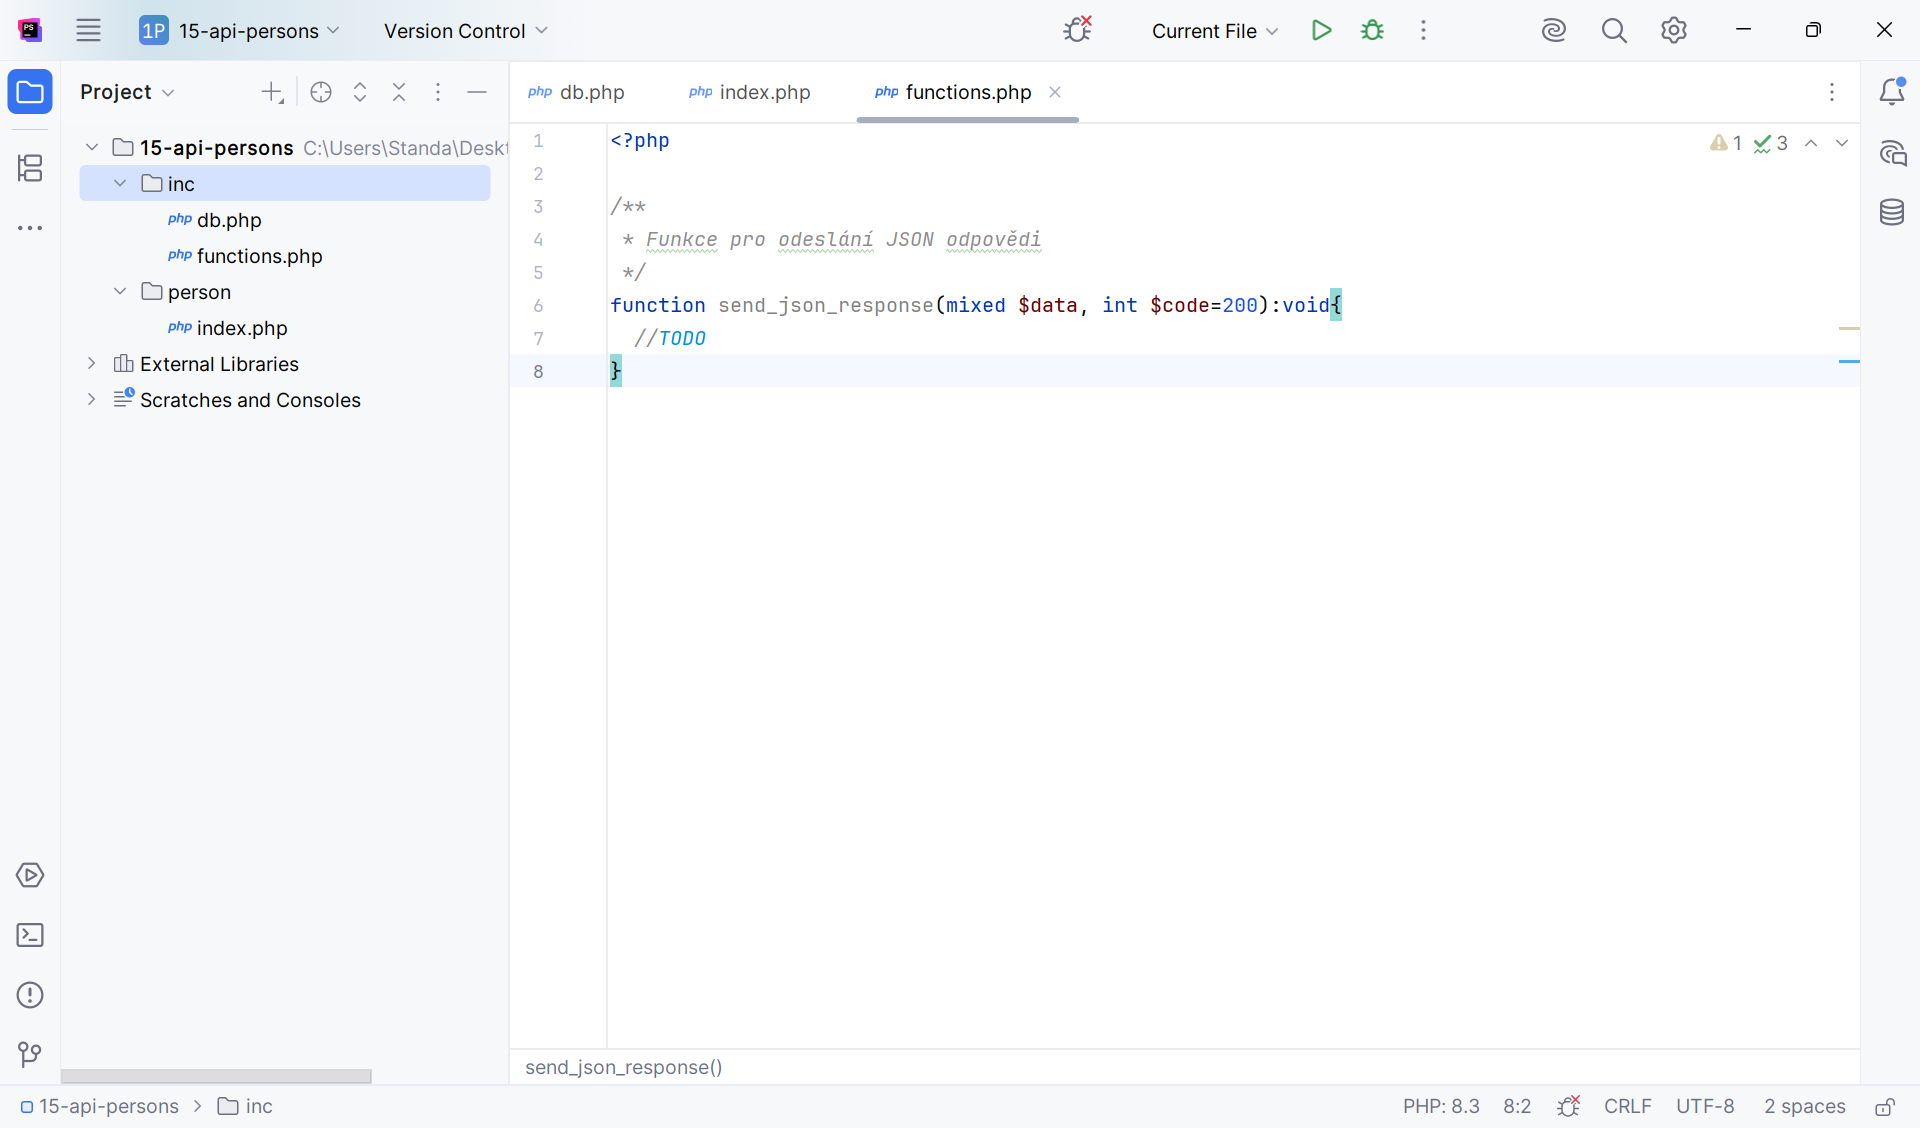 PS
1P 15-api-persons
Version Control
Current File
Project
php db.php
php index.php
php functions.php
15-api-persons C:\Users\Standa\Deskt
inc
php db.php
php functions.php
person
php index.php
External Libraries
Scratches and Consoles
1 <?php
2
3 /**
4 * Funkce pro odeslání JSON odpovědi
5 */
6 function send_json_response(mixed $data, int $code=200):void{
7 //TODO
8 }
1 3
send_json_response()
15-api-persons > inc
PHP: 8.3 8:2 CRLF UTF-8 2 spaces